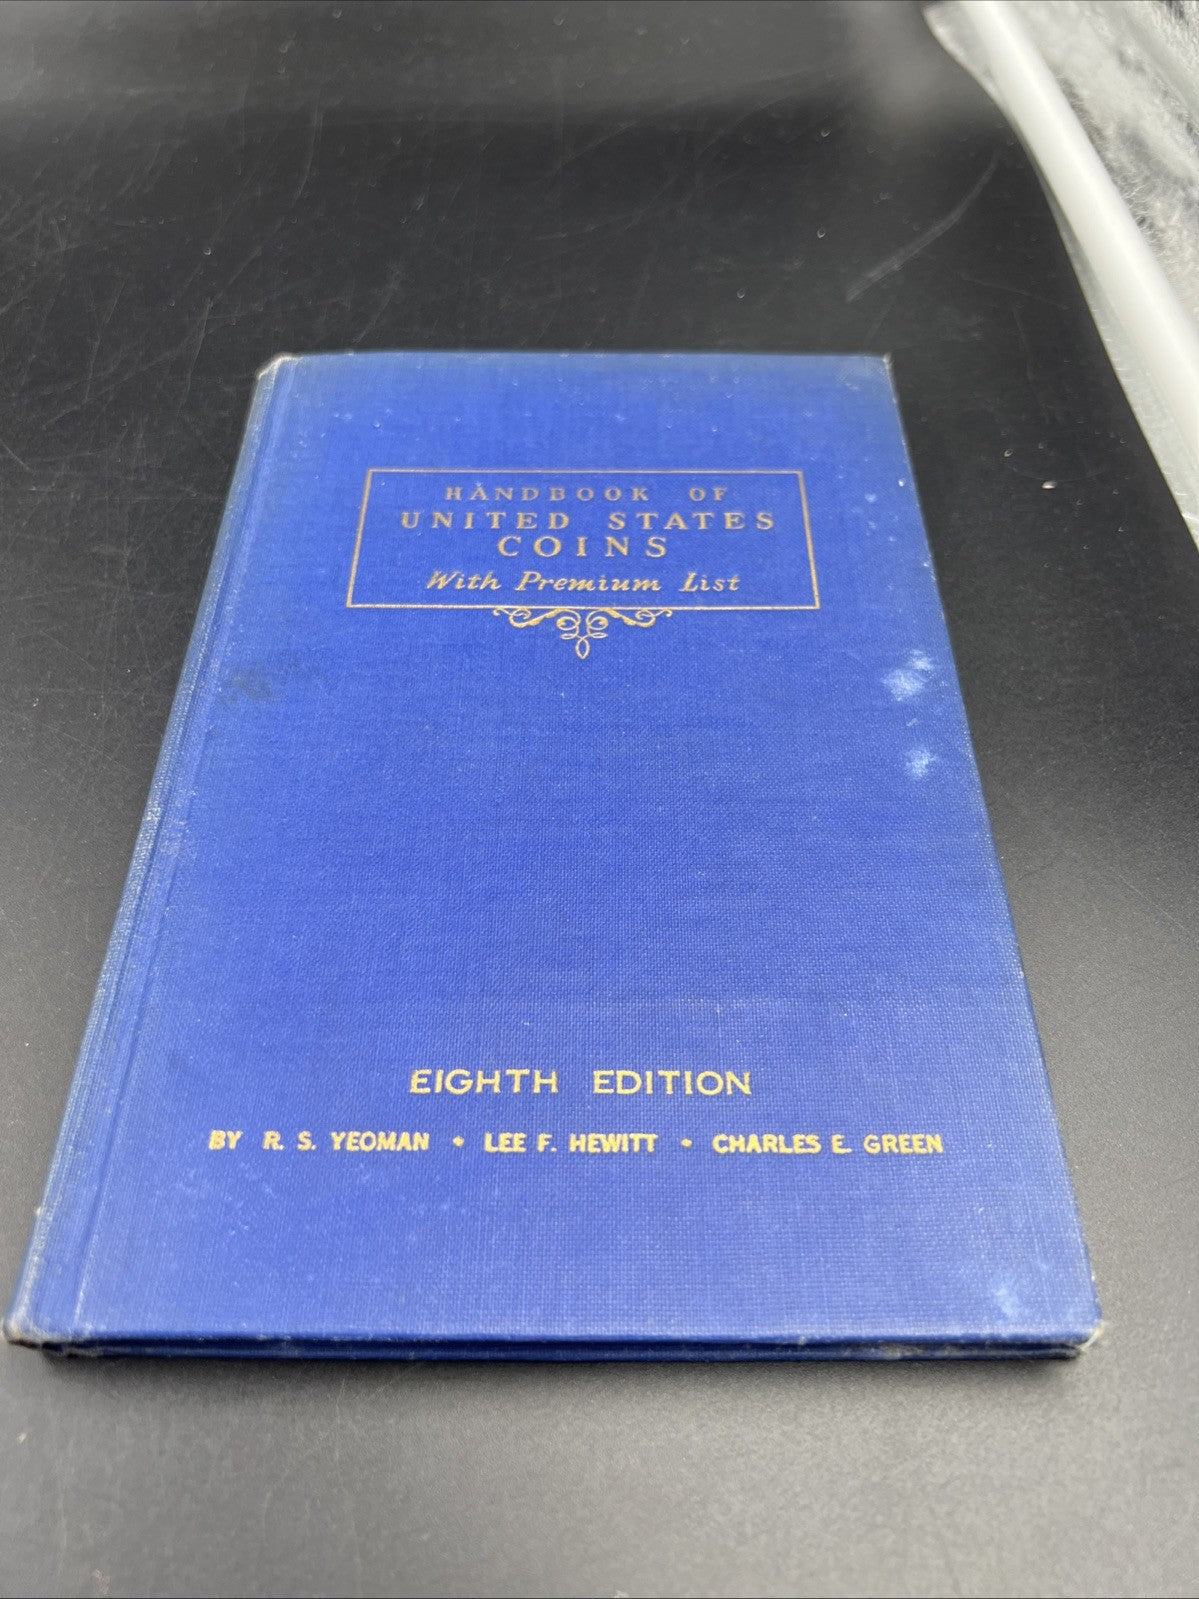 HANDBOOK OF
UNITED STATES
COINS
With Premium List
EIGHTH EDITION
BY R. S. YEOMAN • LEE F. HEWITT • CHARLES E. GREEN